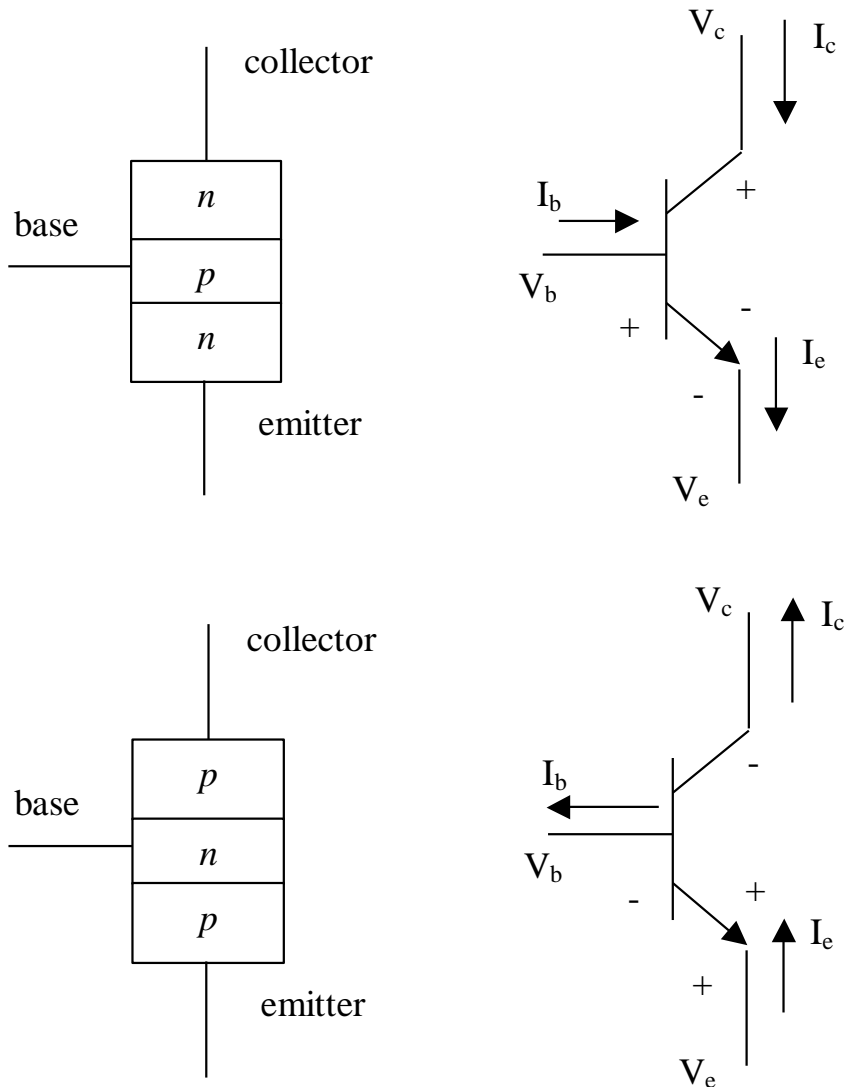 collector
n
base
p
n
emitter
V_c
I_c
+
I_b
V_b
-
+
I_e
-
V_e
collector
p
base
n
p
emitter
V_c
I_c
-
I_b
V_b
+
-
I_e
+
V_e